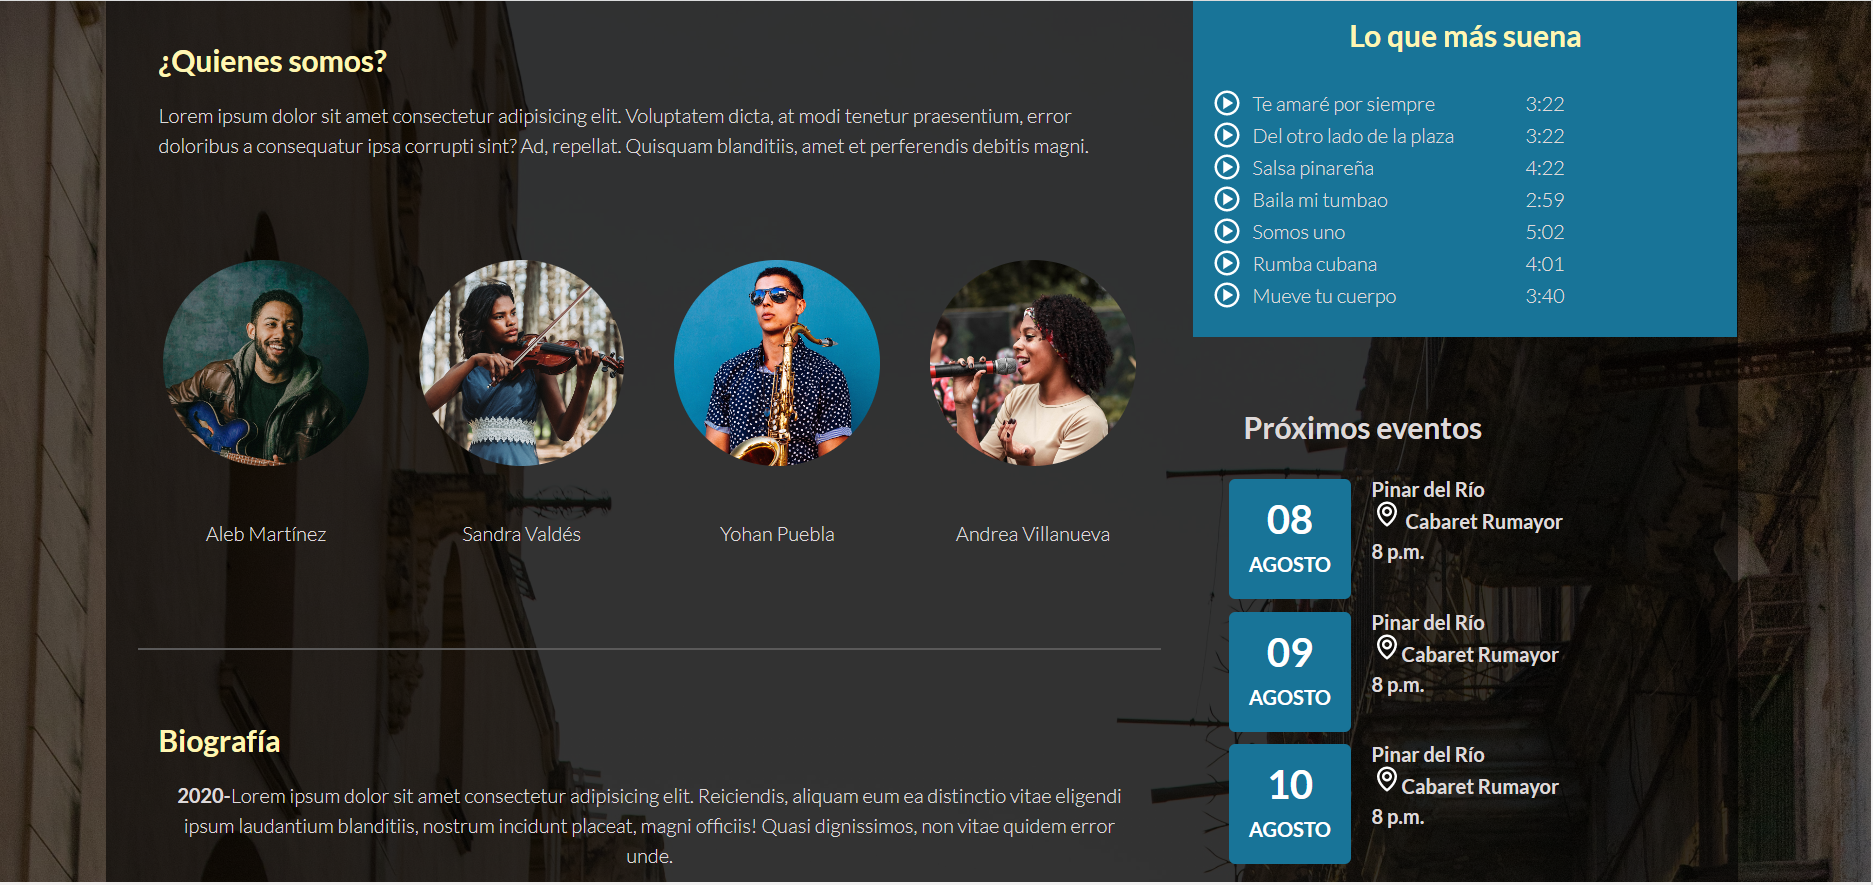 ¿Quienes somos?
Lorem ipsum dolor sit amet consectetur adipisicing elit. Voluptatem dicta, at modi tenetur praesentium, error
doloribus a consequatur ipsa corrupti sint? Ad, repellat. Quisquam blanditiis, amet et perferendis debitis magni.
Aleb Martínez
Sandra Valdés
Yohan Puebla
Andrea Villanueva
Biografía
2020-Lorem ipsum dolor sit amet consectetur adipisicing elit. Reiciendis, aliquam eum ea distinctio vitae eligendi
ipsum laudantium blanditiis, nostrum incidunt placeat, magni officiis! Quasi dignissimos, non vitae quidem error
unde.
Lo que más suena
Te amaré por siempre 3:22
Del otro lado de la plaza 3:22
Salsa pinareña 4:22
Baila mi tumbao 2:59
Somos uno 5:02
Rumba cubana 4:01
Mueve tu cuerpo 3:40
Próximos eventos
08
AGOSTO
Pinar del Río
Cabaret Rumayor
8 p.m.
09
AGOSTO
Pinar del Río
Cabaret Rumayor
8 p.m.
10
AGOSTO
Pinar del Río
Cabaret Rumayor
8 p.m.